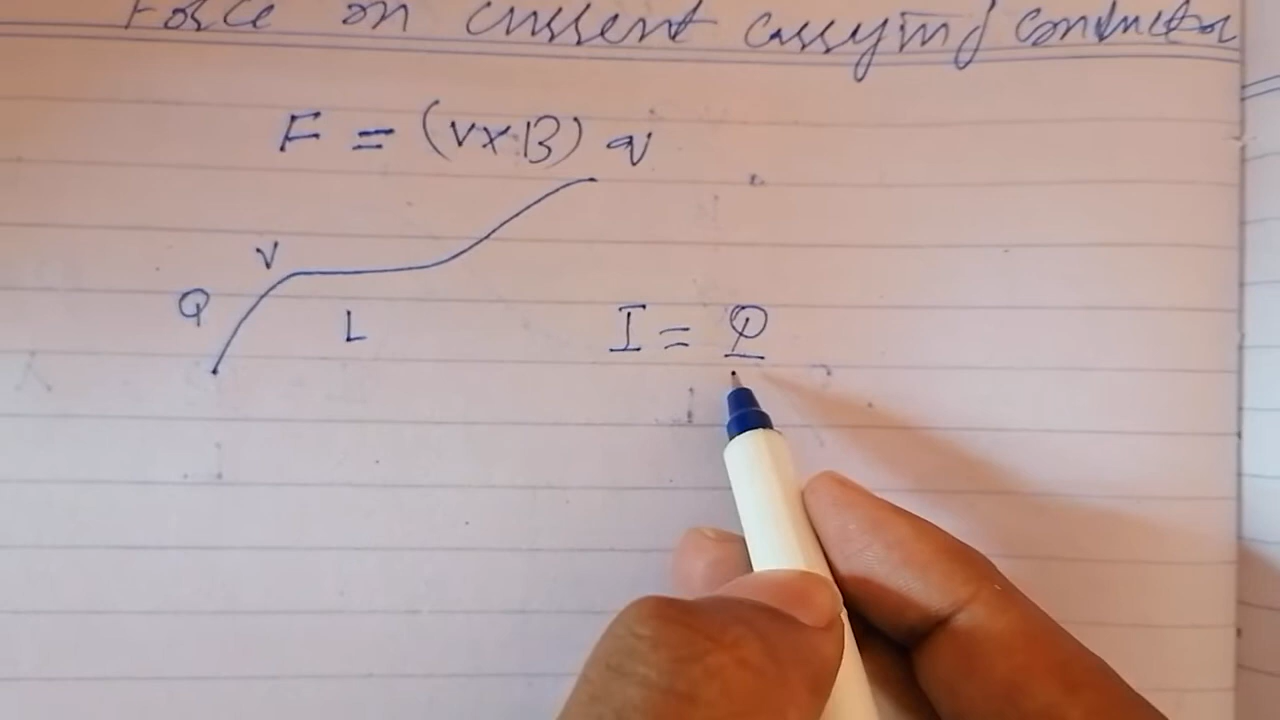 Force on current carrying conductor
F = (V×B) q
V
Q
L
I = Q